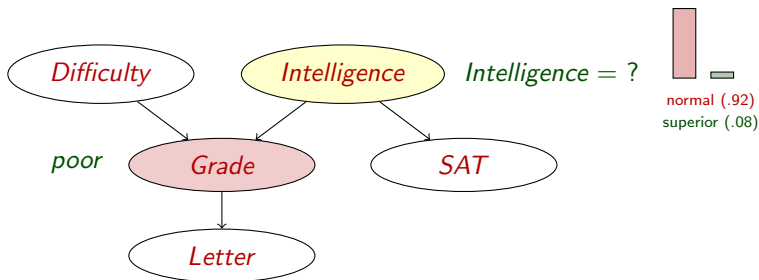 Difficulty
Intelligence
Intelligence = ?
normal (.92)
superior (.08)
poor
Grade
SAT
Letter